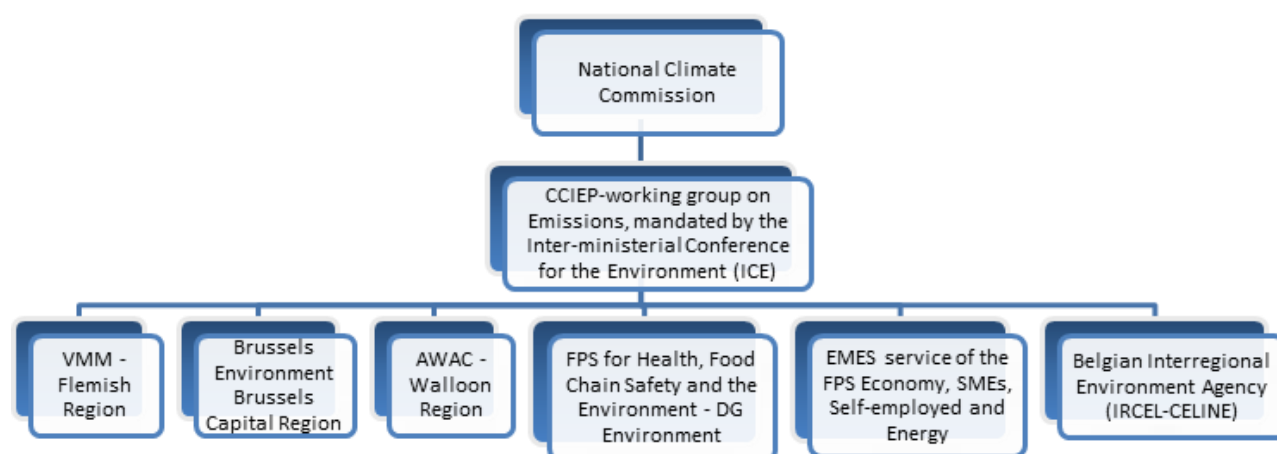 National Climate
Commission
CCIEP-working group on
Emissions, mandated by the
Inter-ministerial Conference
for the Environment (ICE)
VMM -
Flemish
Region
Brussels
Environment
Brussels
Capital Region
AWAC -
Walloon
Region
FPS for Health, Food
Chain Safety and the
Environment - DG
Environment
EMES service of the
FPS Economy, SMEs,
Self-employed and
Energy
Belgian Interregional
Environment Agency
(IRCEL-CELINE)